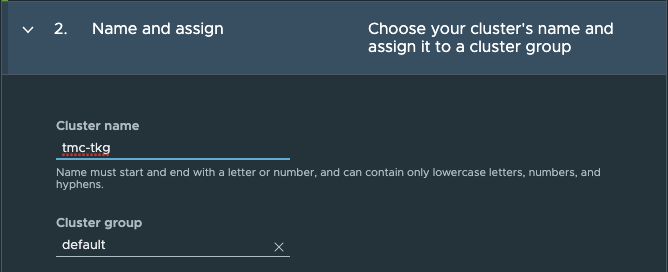 2. Name and assign
Choose your cluster's name and
assign it to a cluster group
Cluster name
tmc-tkg
Name must start and end with a letter or number, and can contain only lowercase letters, numbers, and
hyphens.
Cluster group
default